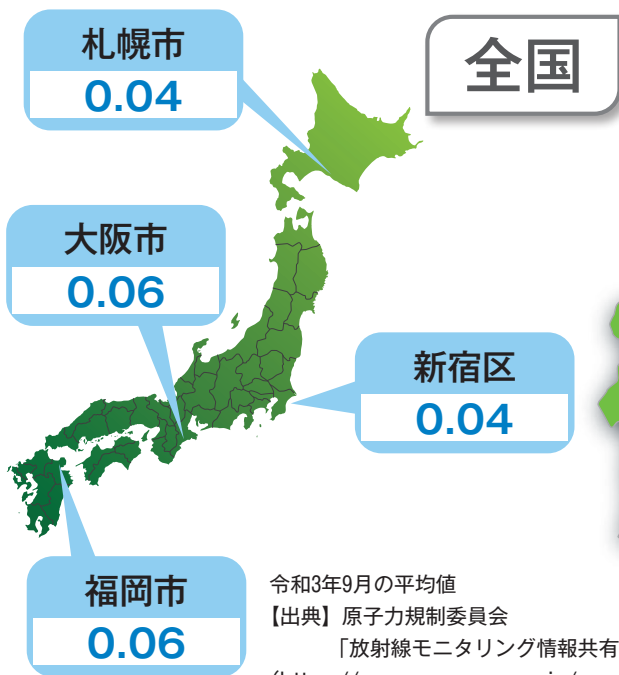 札幌市
0.04
全国
大阪市
0.06
新宿区
0.04
福岡市
0.06
令和3年9月の平均値
【出典】原子力規制委員会
「放射線モニタリング情報共有